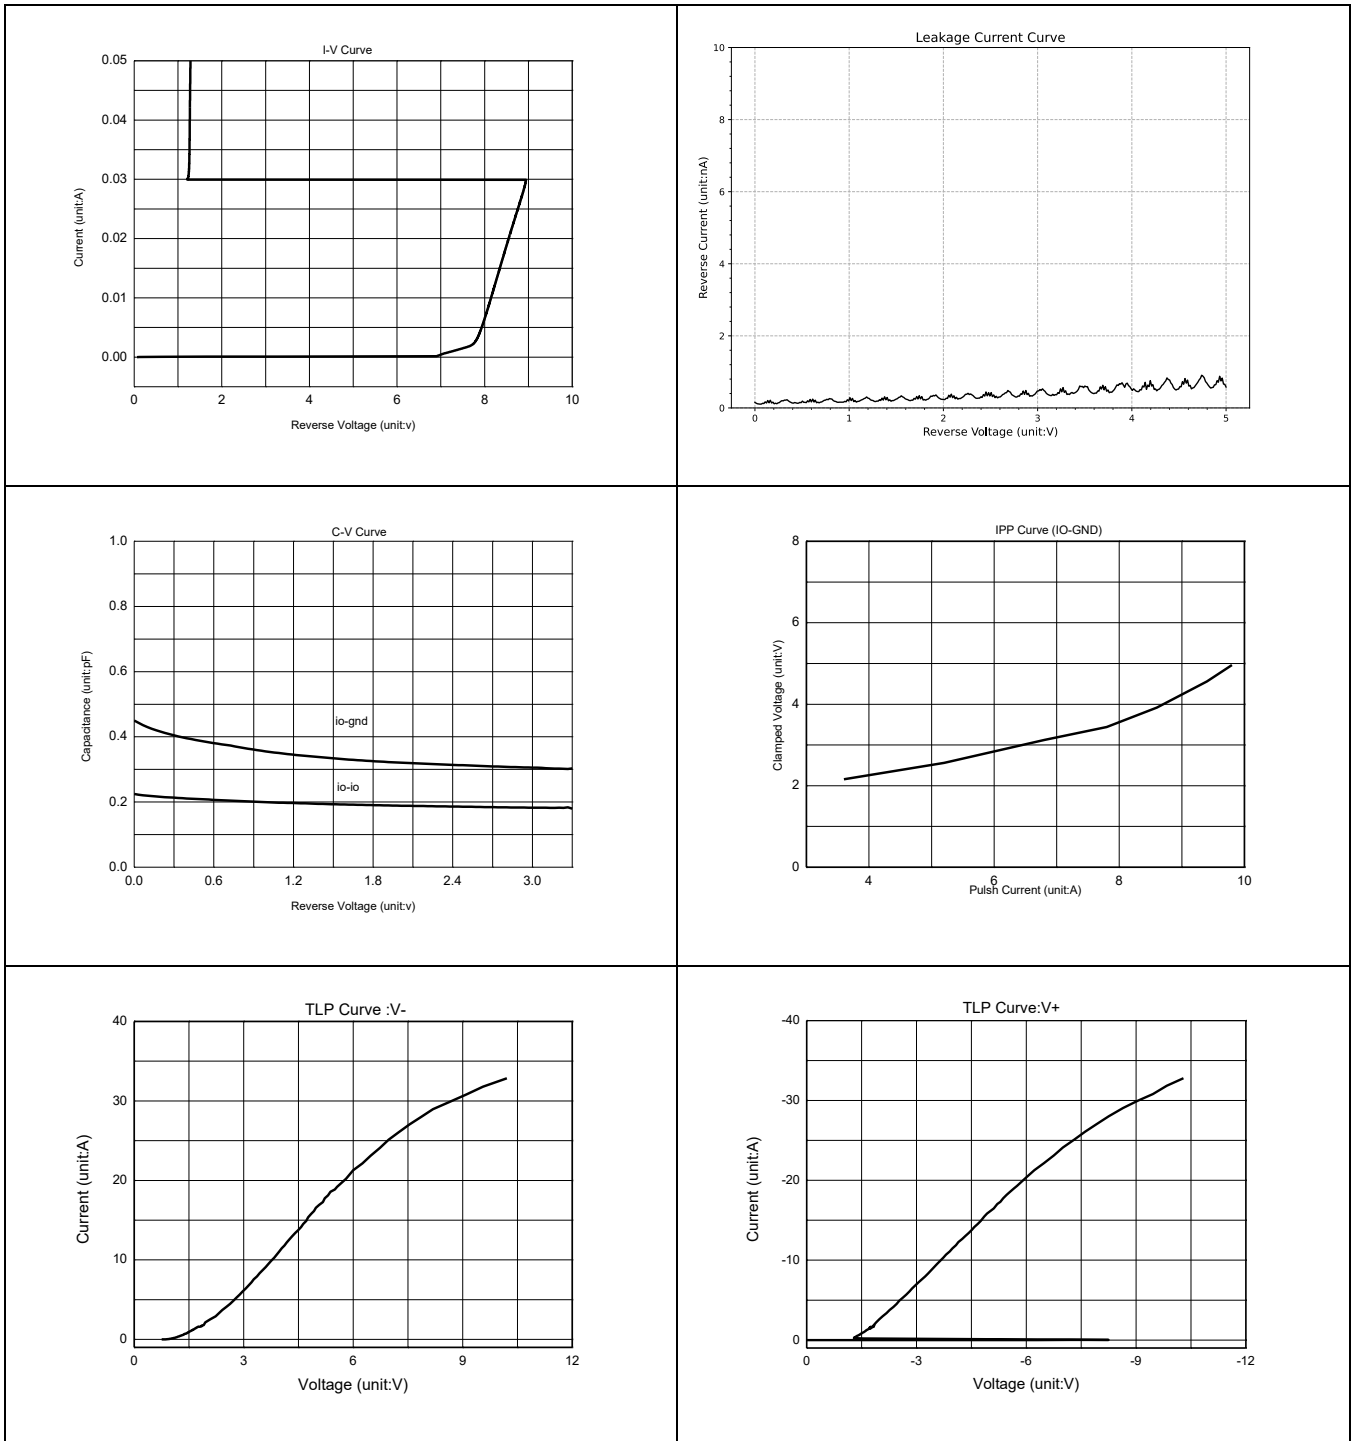 I-V Curve
0.05
0.04
0.03
0.02
0.01
0.00
Current (unit:A)
0 2 4 6 8 10
Reverse Voltage (unit:v)
Leakage Current Curve
10
8
6
4
2
0
Reverse Current (unit:nA)
0 1 2 3 4 5
Reverse Voltage (unit:V)
C-V Curve
1.0
0.8
0.6
0.4
0.2
0.0
Capacitance (unit:pF)
io-gnd
io-io
0.0 0.6 1.2 1.8 2.4 3.0
Reverse Voltage (unit:v)
IPP Curve (IO-GND)
8
6
4
2
0
Clamped Voltage (unit:V)
4 6 8 10
Pulsh Current (unit:A)
TLP Curve :V-
40
30
20
10
0
Current (unit:A)
0 3 6 9 12
Voltage (unit:V)
TLP Curve:V+
-40
-30
-20
-10
0
Current (unit:A)
0 -3 -6 -9 -12
Voltage (unit:V)